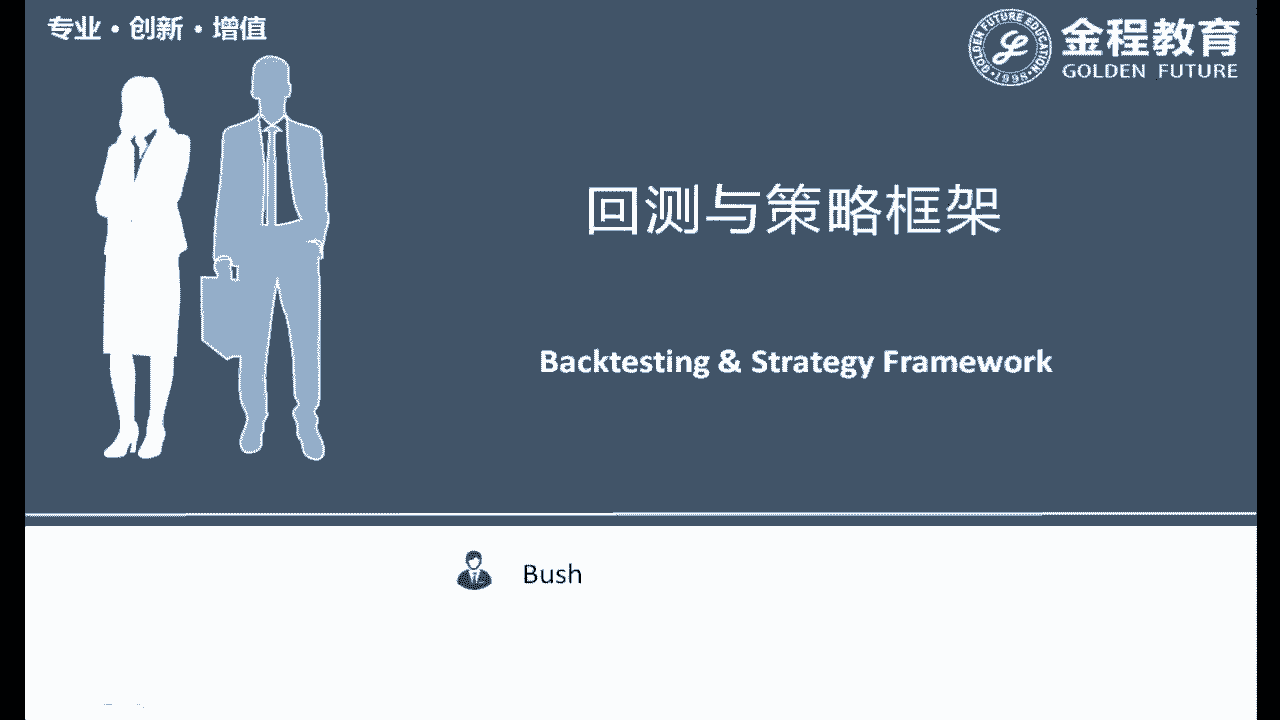 专业·创新·增值
GOLDEN FUTURE EDUCATION
·1998·
金程教育
GOLDEN FUTURE
回测与策略框架
Backtesting & Strategy Framework
Bush